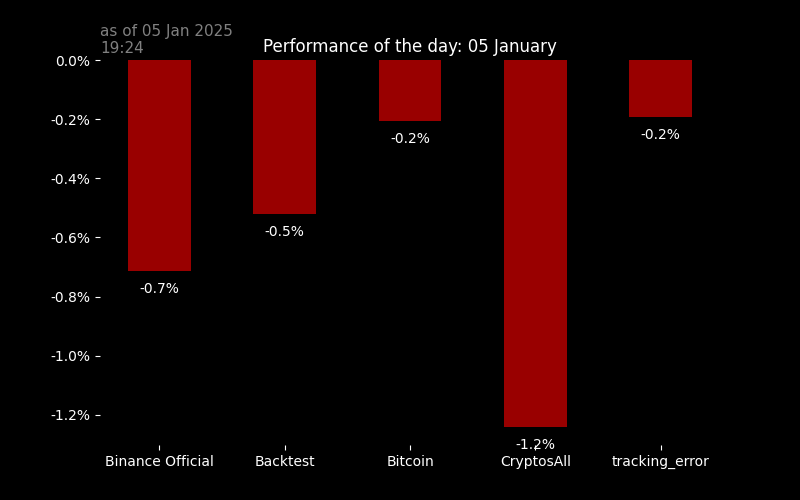 as of 05 Jan 2025
19:24
Performance of the day: 05 January
0.0%
-0.2%
-0.4%
-0.6%
-0.8%
-1.0%
-1.2%
-0.7%
-0.5%
-0.2%
-1.2%
-0.2%
Binance Official
Backtest
Bitcoin
CryptosAll
tracking_error